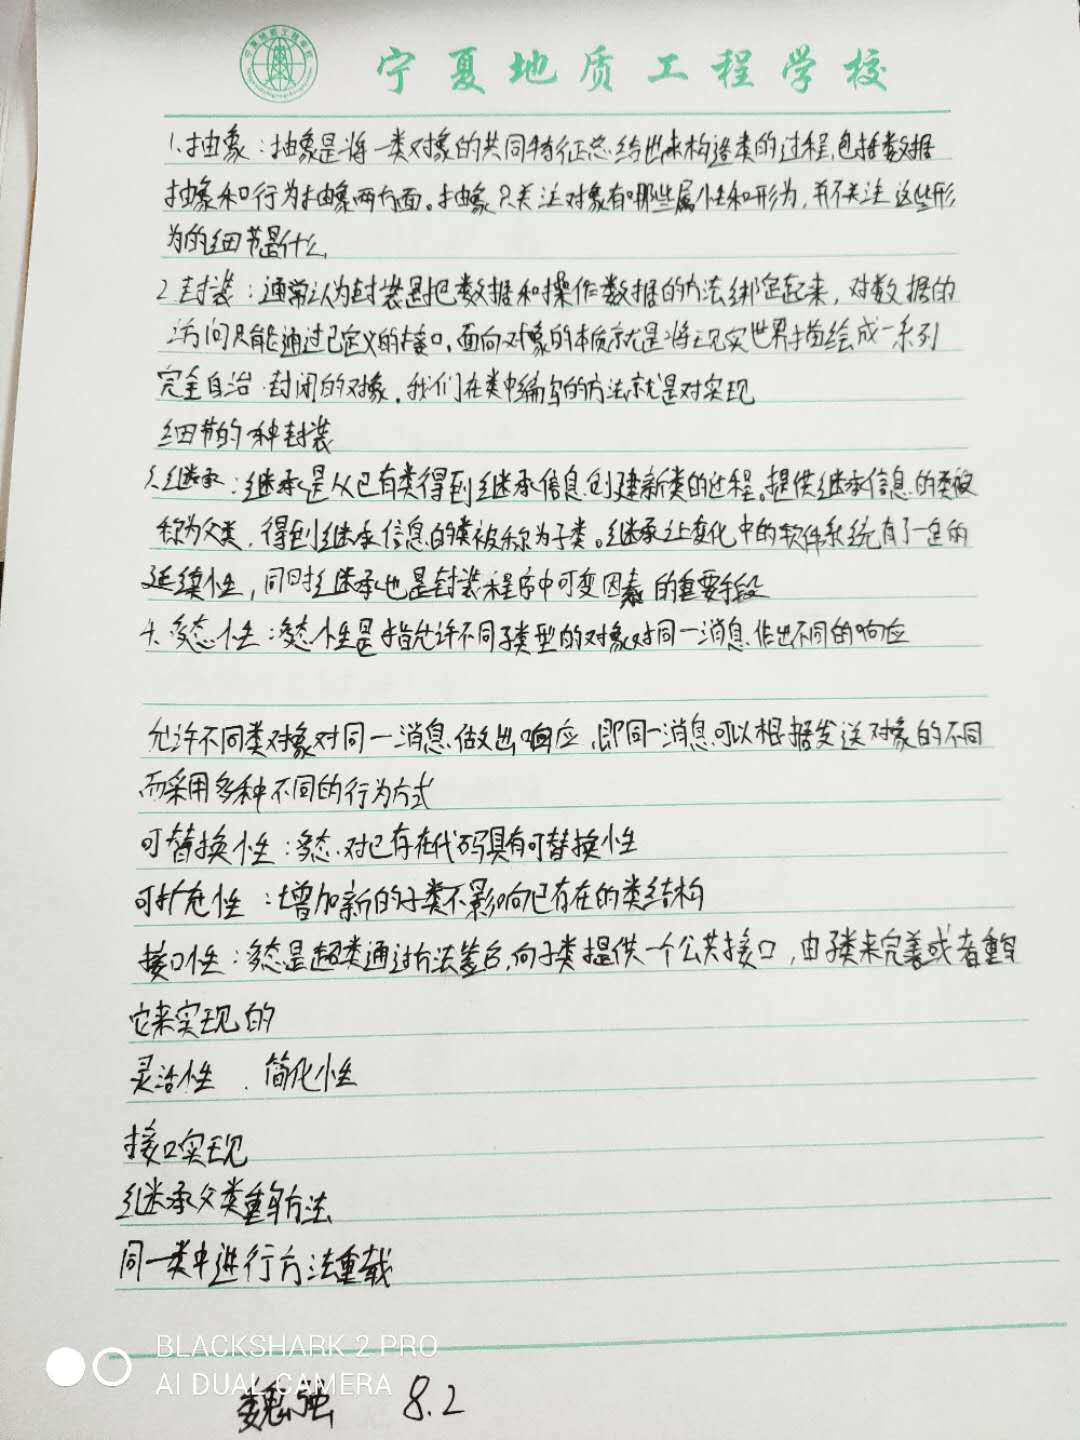 宁夏地质工程学校
1.抽象:抽象是将一类对象的共同特征总结出来构造类的过程,包括数据
抽象和行为抽象两方面。抽象只关注对象有哪些属性和形为,并不关注这些形
为的细节是什么,
2.封装:通常认为封装是把数据和操作数据的方法绑定起来,对数据的
访问只能通过已定义的接口,面向对象的本质就是将现实世界描绘成一系列
完全自治.封闭的对象。我们在类中编写的方法就是对实现
细节的一种封装
3.继承:继承是从已有类得到继承信息创建新类的过程。提供继承信息的类被
称为父类,得到继承信息的类被称为子类。继承让变化中的软件系统有了一定的
延续性,同时继承也是封装程序中可变因素的重要手段
4.多态性:多态性是指允许不同子类型的对象对同一消息作出不同的响应
允许不同类对象对同一消息做出响应,即同一消息可以根据发送对象的不同
而采用多种不同的行为方式
可替换性:多态对已存在代码具有可替换性
可扩充性:增加新的子类不影响已存在的类结构
接口性:多态是超类通过方法签名,向子类提供一个公共接口,由子类来完善或者重写
它来实现的
灵活性.简化性
接口实现
继承父类重写方法
同一类中进行方法重载
BLACKSHARK 2 PRO
AI DUAL CAMERA
魏强 8.2